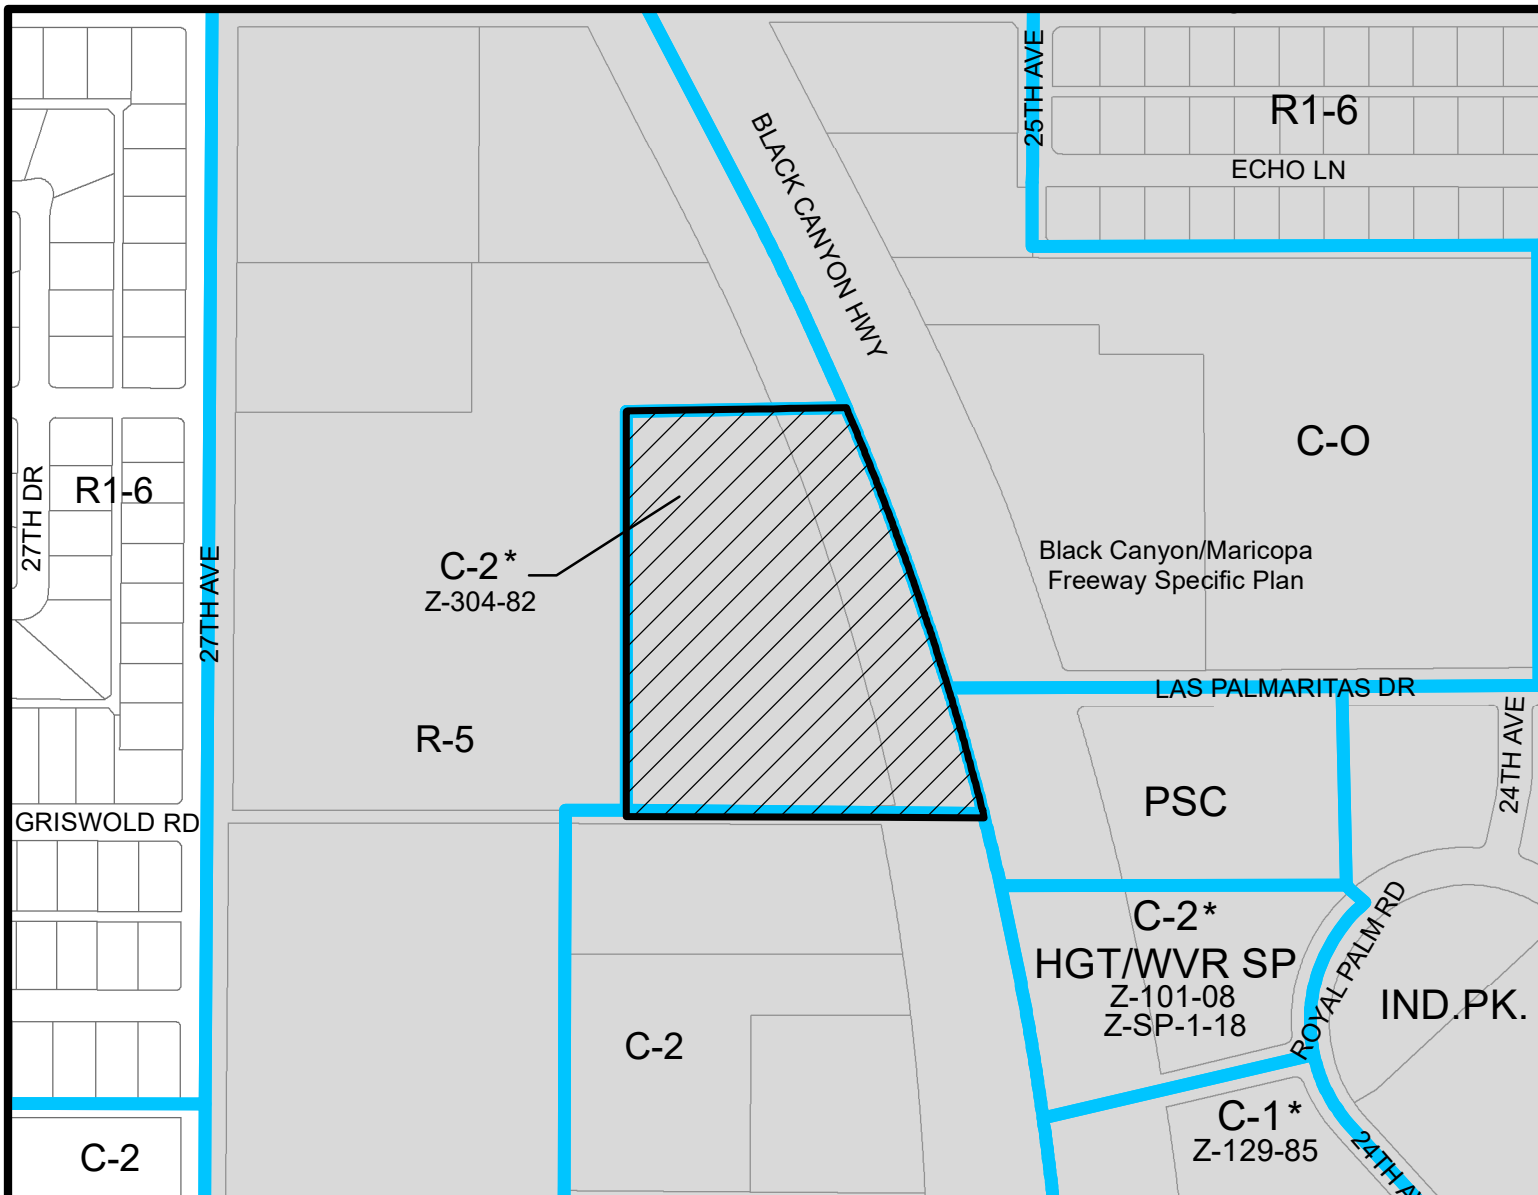 25TH AVE
R1-6
ECHO LN
BLACK CANYON HWY
C-O
27TH DR
R1-6
27TH AVE
C-2*
Z-304-82
Black Canyon/Maricopa
Freeway Specific Plan
LAS PALMARITAS DR
R-5
24TH AVE
PSC
GRISWOLD RD
C-2*
HGT/WVR SP
Z-101-08
Z-SP-1-18
ROYAL PALM RD
IND.PK.
C-2
C-1*
Z-129-85
C-2
24TH